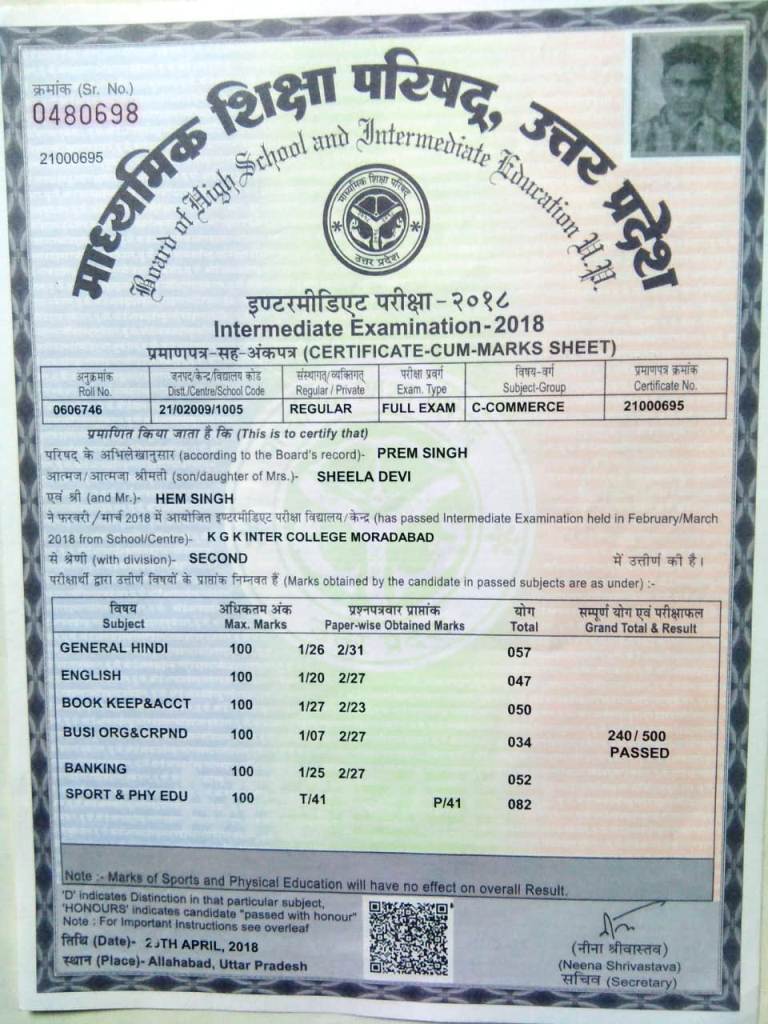 क्रमांक (Sr. No.)
0480698
21000695
माध्यमिक शिक्षा परिषद्, उत्तर प्रदेश
Board of High School and Intermediate Education U.P.
माध्यमिक शिक्षा परिषद्
उत्तर प्रदेश
इण्टरमीडिएट परीक्षा-२०१८
Intermediate Examination-2018
प्रमाणपत्र-सह-अंकपत्र (CERTIFICATE-CUM-MARKS SHEET)
अनुक्रमांक जनपद/केन्द्र/विद्यालय कोड संस्थागत/व्यक्तिगत परीक्षा प्रवर्ग विषय-वर्ग प्रमाणपत्र क्रमांक
Roll No. Distt./Centre/School Code Regular / Private Exam. Type Subject-Group Certificate No.
0606746 21/02009/1005 REGULAR FULL EXAM C-COMMERCE 21000695
प्रमाणित किया जाता है कि (This is to certify that)
परिषद् के अभिलेखानुसार (according to the Board's record)- PREM SINGH
आत्मज/आत्मजा श्रीमती (son/daughter of Mrs.)- SHEELA DEVI
एवं श्री (and Mr.)- HEM SINGH
ने फरवरी/मार्च 2018 में आयोजित इण्टरमीडिएट परीक्षा विद्यालय/केन्द्र (has passed Intermediate Examination held in February/March
2018 from School/Centre)- K G K INTER COLLEGE MORADABAD
से श्रेणी (with division)- SECOND में उत्तीर्ण की है।
परीक्षार्थी द्वारा उत्तीर्ण विषयों के प्राप्तांक निम्नवत हैं (Marks obtained by the candidate in passed subjects are as under) :-
विषय अधिकतम अंक प्रश्नपत्रवार प्राप्तांक योग सम्पूर्ण योग एवं परीक्षाफल
Subject Max. Marks Paper-wise Obtained Marks Total Grand Total & Result
GENERAL HINDI 100 1/26 2/31 057
ENGLISH 100 1/20 2/27 047
BOOK KEEP&ACCT 100 1/27 2/23 050
BUSI ORG&CRPND 100 1/07 2/27 034 240/500
PASSED
BANKING 100 1/25 2/27 052
SPORT & PHY EDU 100 T/41 P/41 082
Note :- Marks of Sports and Physical Education will have no effect on overall Result.
'D' indicates Distinction in that particular subject,
'HONOURS' indicates candidate "passed with honour"
Note : For Important Instructions see overleaf
तिथि (Date)- TH APRIL, 2018
स्थान (Place)- Allahabad, Uttar Pradesh
(नीना श्रीवास्तव)
(Neena Shrivastava)
सचिव (Secretary)